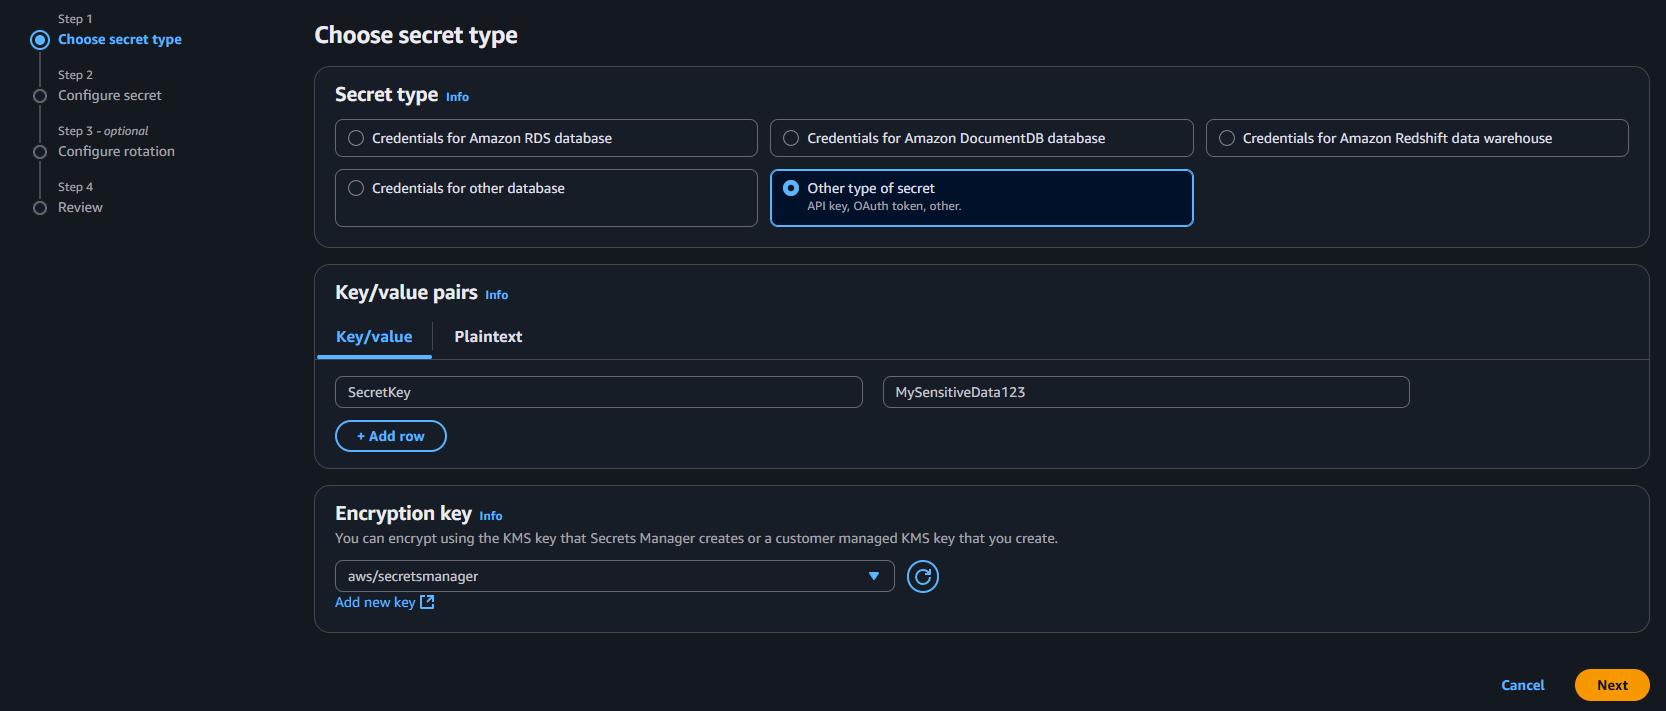 Step 1
Choose secret type
Step 2
Configure secret
Step 3 - optional
Configure rotation
Step 4
Review
Choose secret type
Secret type Info
Credentials for Amazon RDS database
Credentials for Amazon DocumentDB database
Credentials for Amazon Redshift data warehouse
Credentials for other database
Other type of secret
API key, OAuth token, other.
Key/value pairs Info
Key/value
Plaintext
SecretKey
MySensitiveData123
+ Add row
Encryption key Info
You can encrypt using the KMS key that Secrets Manager creates or a customer managed KMS key that you create.
aws/secretsmanager
Add new key
Cancel
Next